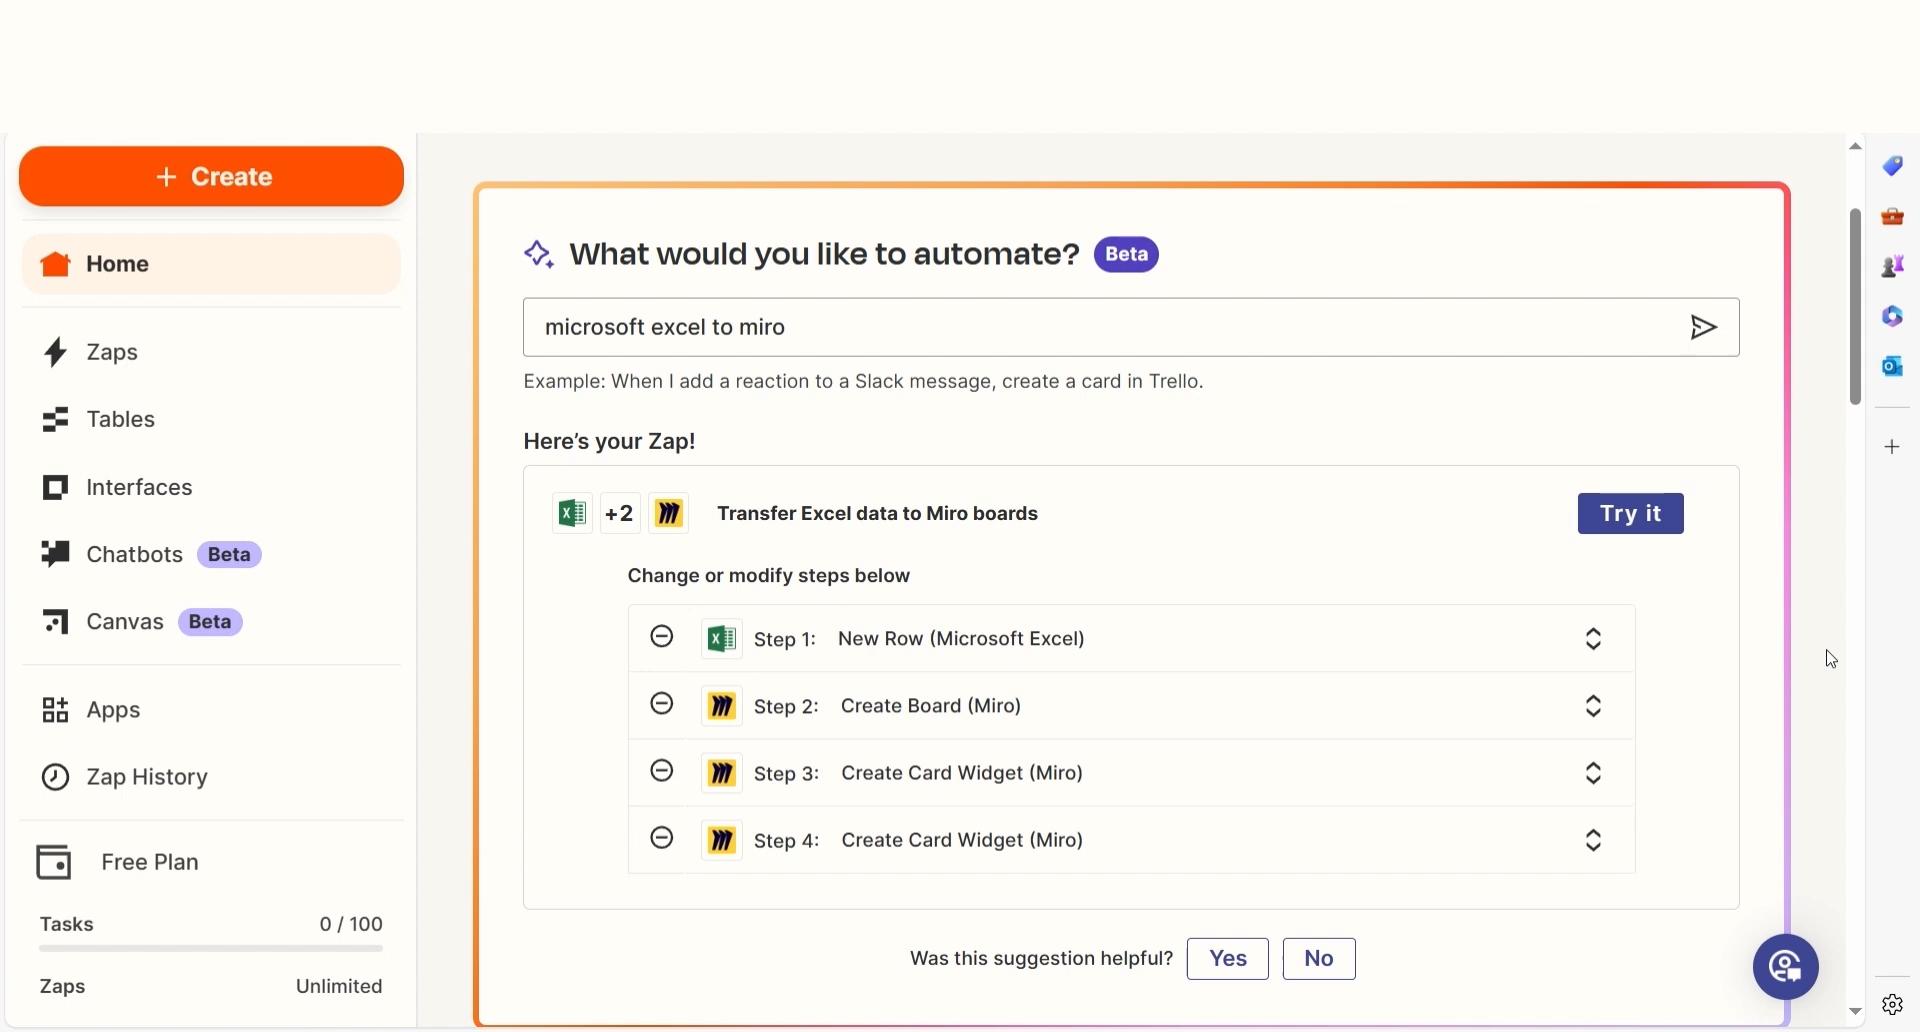 + Create
Home
Zaps
Tables
Interfaces
Chatbots Beta
Canvas Beta
Apps
Zap History
Free Plan
Tasks 0 / 100
Zaps Unlimited
What would you like to automate? Beta
microsoft excel to miro
Example: When I add a reaction to a Slack message, create a card in Trello.
Here’s your Zap!
+2 Transfer Excel data to Miro boards Try it
Change or modify steps below
Step 1: New Row (Microsoft Excel)
Step 2: Create Board (Miro)
Step 3: Create Card Widget (Miro)
Step 4: Create Card Widget (Miro)
Was this suggestion helpful? Yes No